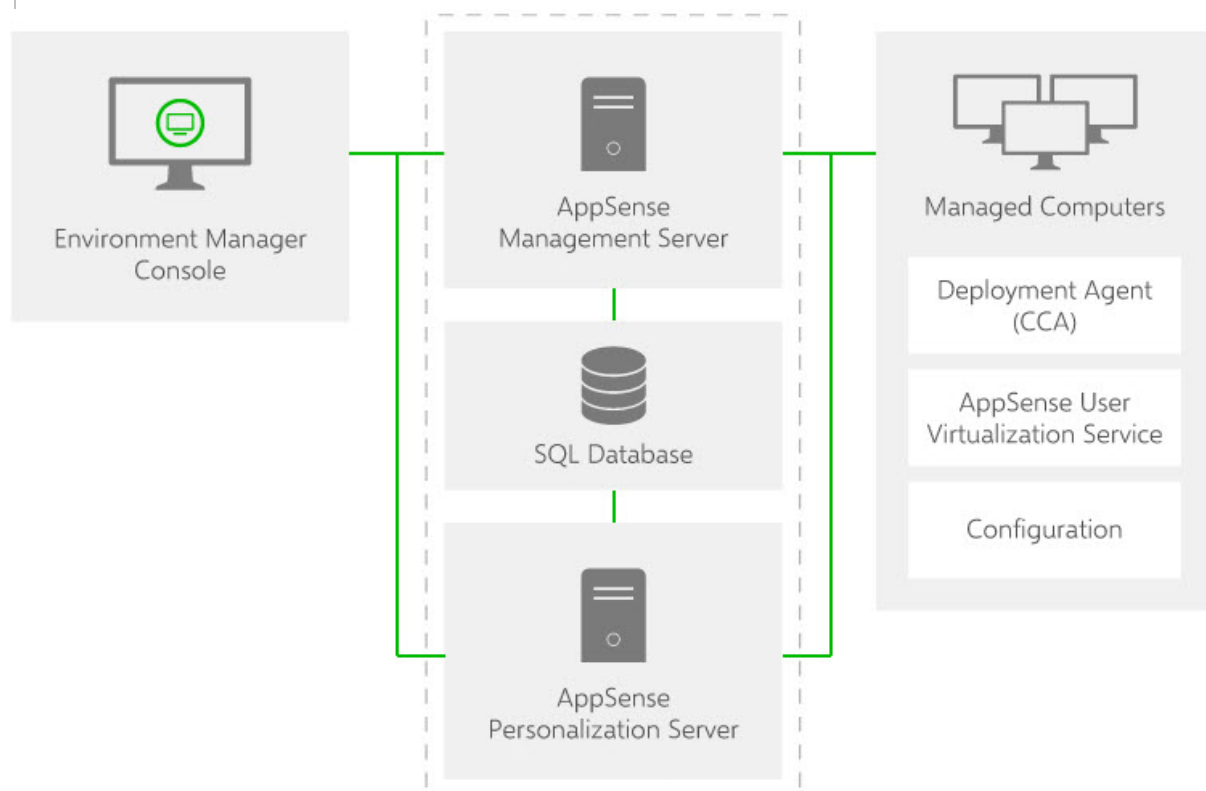 Environment Manager
Console
AppSense
Management Server
SQL Database
AppSense
Personalization Server
Managed Computers
Deployment Agent
(CCA)
AppSense User
Virtualization Service
Configuration